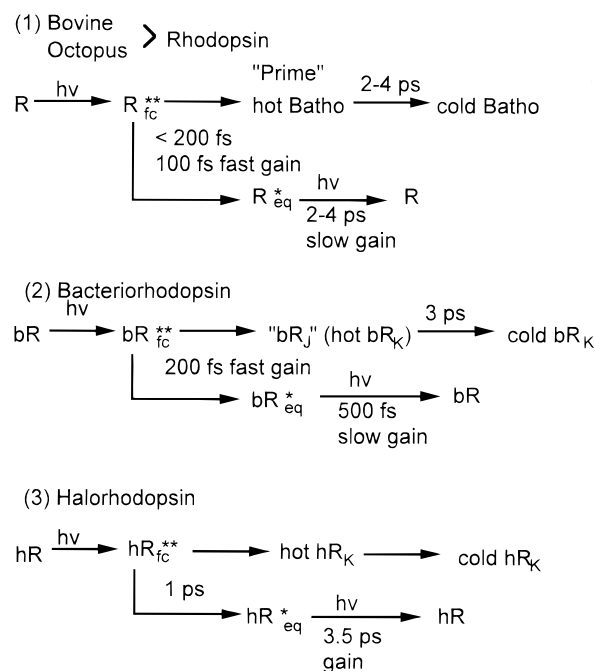 (1) Bovine
Octopus > Rhodopsin
"Prime"
R hν R fc ** hot Batho 2-4 ps cold Batho
< 200 fs
100 fs fast gain
R * eq hν R
2-4 ps
slow gain
(2) Bacteriorhodopsin
bR hν bR fc ** "bRJ" (hot bRK) 3 ps cold bRK
200 fs fast gain
bR * eq hν bR
500 fs
slow gain
(3) Halorhodopsin
hR hν hRfc** hot hRK cold hRK
1 ps
hR * eq hν hR
3.5 ps
gain